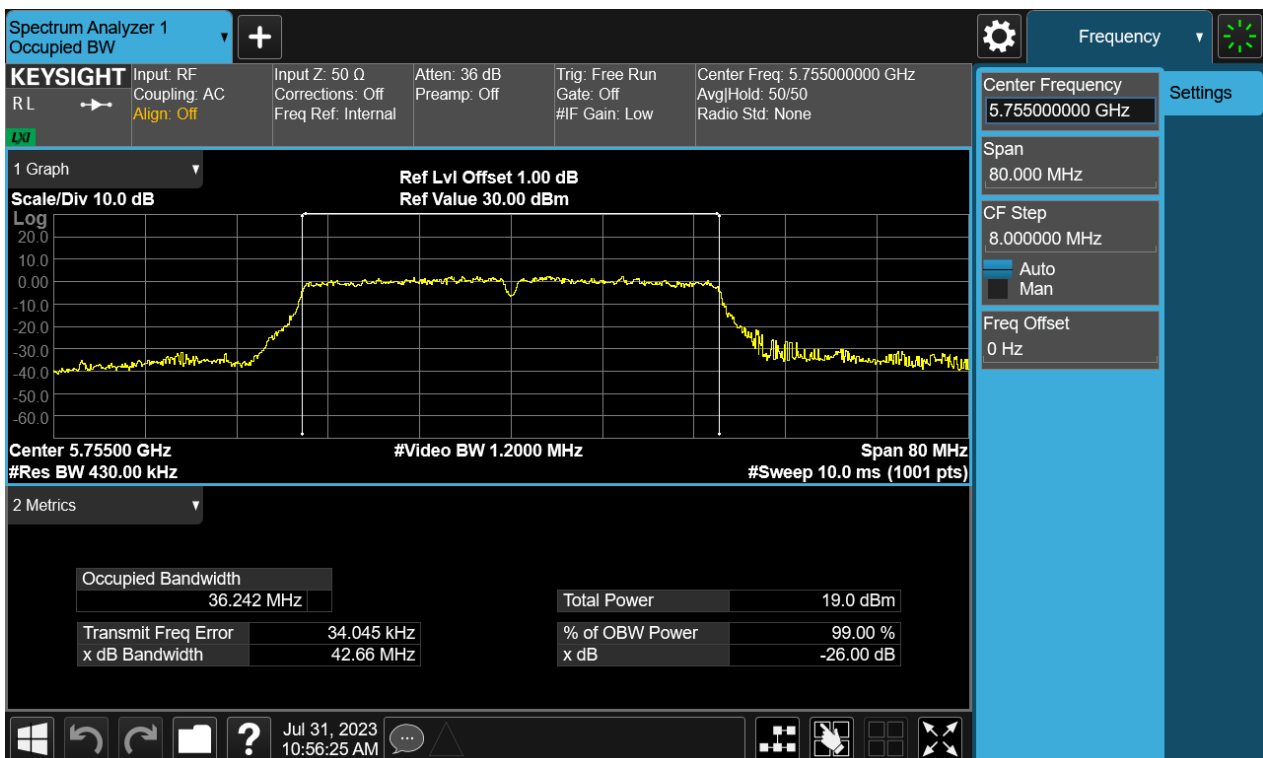 Spectrum Analyzer 1
Occupied BW
Frequency
KEYSIGHT
R L
LXI
Input: RF
Coupling: AC
Align: Off
Input Z: 50 Ω
Corrections: Off
Freq Ref: Internal
Atten: 36 dB
Preamp: Off
Trig: Free Run
Gate: Off
#IF Gain: Low
Center Freq: 5.755000000 GHz
Avg|Hold: 50/50
Radio Std: None
Center Frequency
5.755000000 GHz
Settings
Span
80.000 MHz
CF Step
8.000000 MHz
Auto
Man
Freq Offset
0 Hz
1 Graph
Scale/Div 10.0 dB
Ref Lvl Offset 1.00 dB
Ref Value 30.00 dBm
Log
20.0
10.0
0.00
-10.0
-20.0
-30.0
-40.0
-50.0
-60.0
Center 5.75500 GHz
#Video BW 1.2000 MHz
Span 80 MHz
#Res BW 430.00 kHz
#Sweep 10.0 ms (1001 pts)
2 Metrics
Occupied Bandwidth
36.242 MHz
Total Power 19.0 dBm
Transmit Freq Error 34.045 kHz
% of OBW Power 99.00 %
x dB Bandwidth 42.66 MHz
x dB -26.00 dB
?
Jul 31, 2023
10:56:25 AM